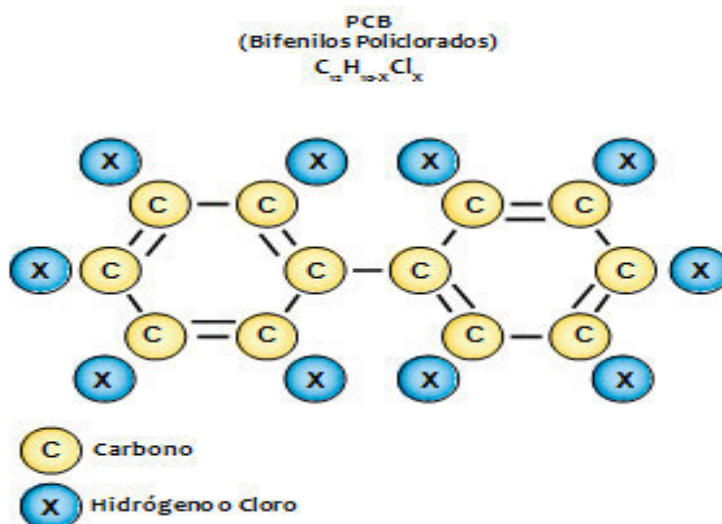 PCB
(Bifenilos Policlorados)
C₁₂H₁₀₋ₓClₓ
X X X X
C C C C
X C C C C X
C C C C
X X X X
C Carbono
X Hidrógeno o Cloro